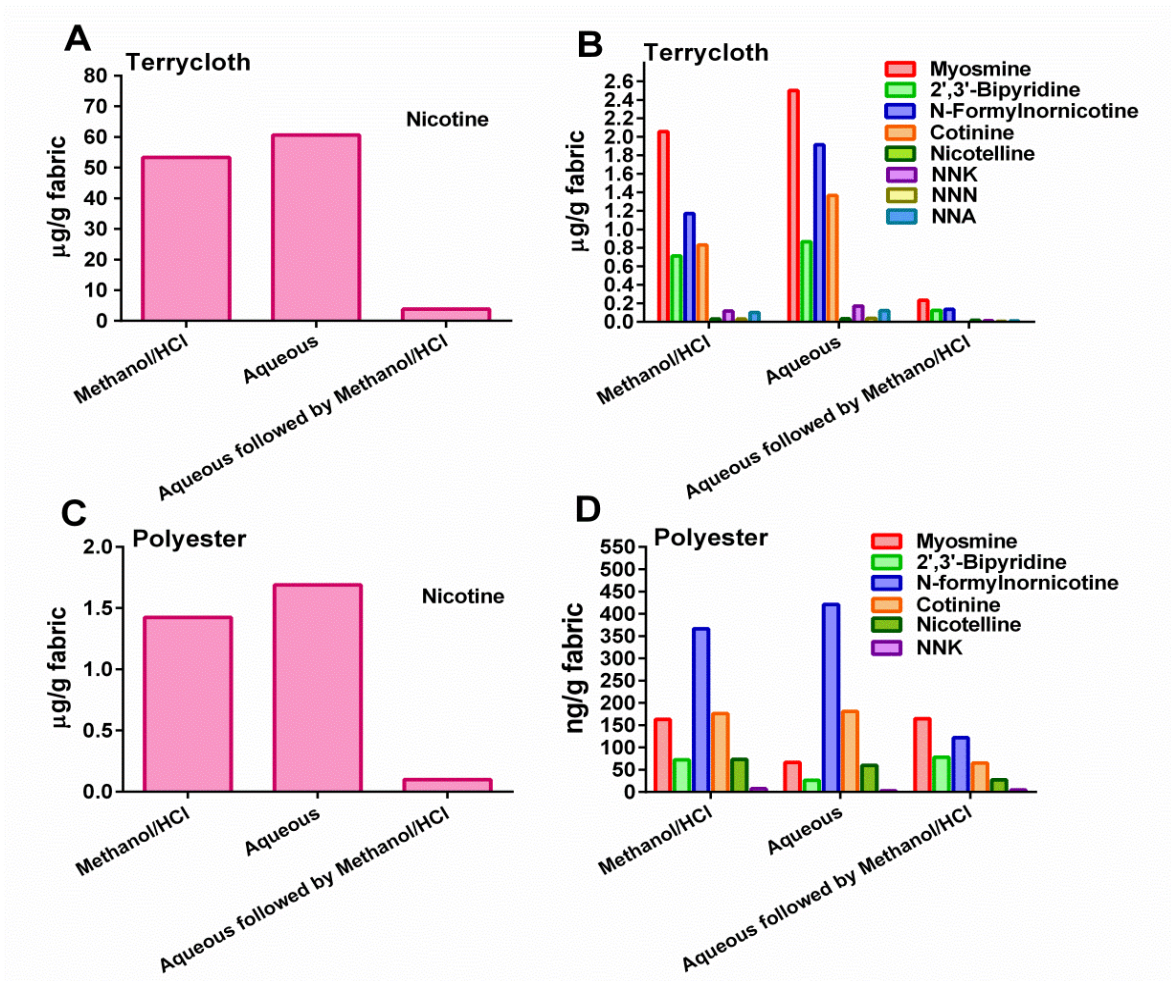 A
Terrycloth
80
70
60
50
40
30
20
10
0
µg/g fabric
Nicotine
Methanol/HCl
Aqueous
Aqueous followed by Methanol/HCl
B
Terrycloth
2.6
2.4
2.2
2.0
1.8
1.6
1.4
1.2
1.0
0.8
0.6
0.4
0.2
0.0
µg/g fabric
Myosmine
2',3'-Bipyridine
N-Formylnornicotine
Cotinine
Nicotelline
NNK
NNN
NNA
Methanol/HCl
Aqueous
Aqueous followed by Methano/HCl
C
Polyester
2.0
1.5
1.0
0.5
0.0
µg/g fabric
Nicotine
Methanol/HCl
Aqueous
Aqueous followed by Methanol/HCl
D
Polyester
550
500
450
400
350
300
250
200
150
100
50
0
ng/g fabric
Myosmine
2',3'-Bipyridine
N-formylnornicotine
Cotinine
Nicotelline
NNK
Methanol/HCl
Aqueous
Aqueous followed by Methanol/HCl